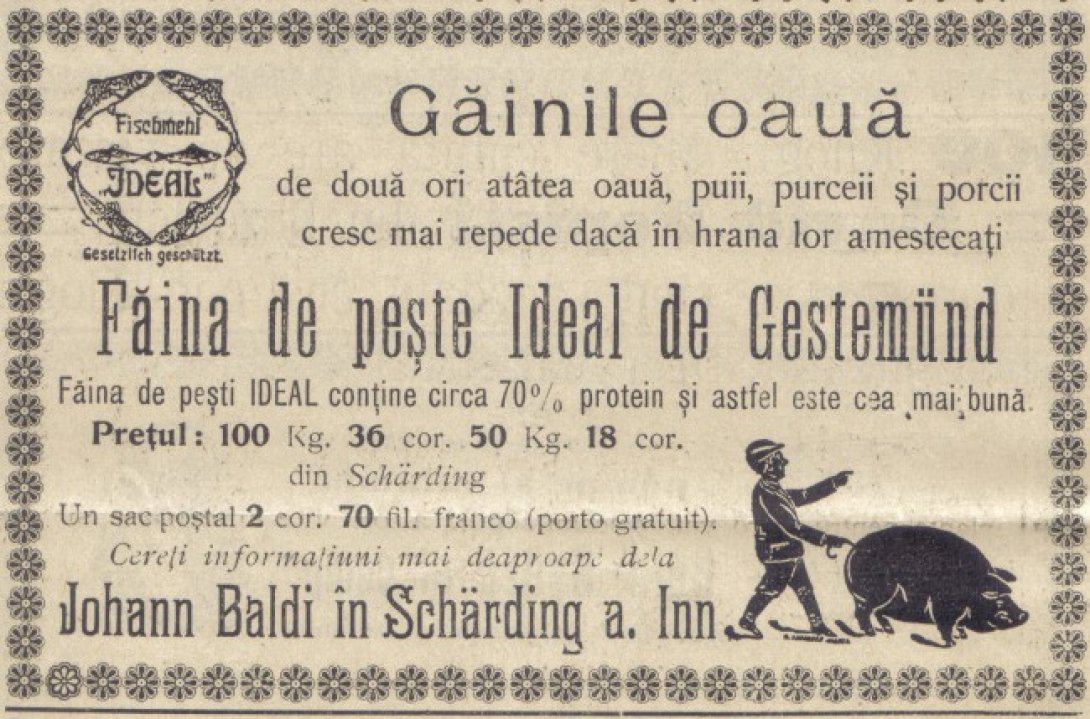 Fischmehl
„IDEAL"
Gesetzlich geschützt.
Găinile oauă
de două ori atâtea oauă, puii, purceii și porcii
cresc mai repede dacă în hrana lor amestecați
Făina de pește Ideal de Gestemünd
Făina de pești IDEAL conține circa 70% protein și astfel este cea mai bună.
Prețul: 100 Kg. 36 cor. 50 Kg. 18 cor.
din Schärding
Un sac poștal 2 cor. 70 fil. franco (porto gratuit).
Cereți informațiuni mai deaproape dela
Johann Baldi în Schärding a. Inn.